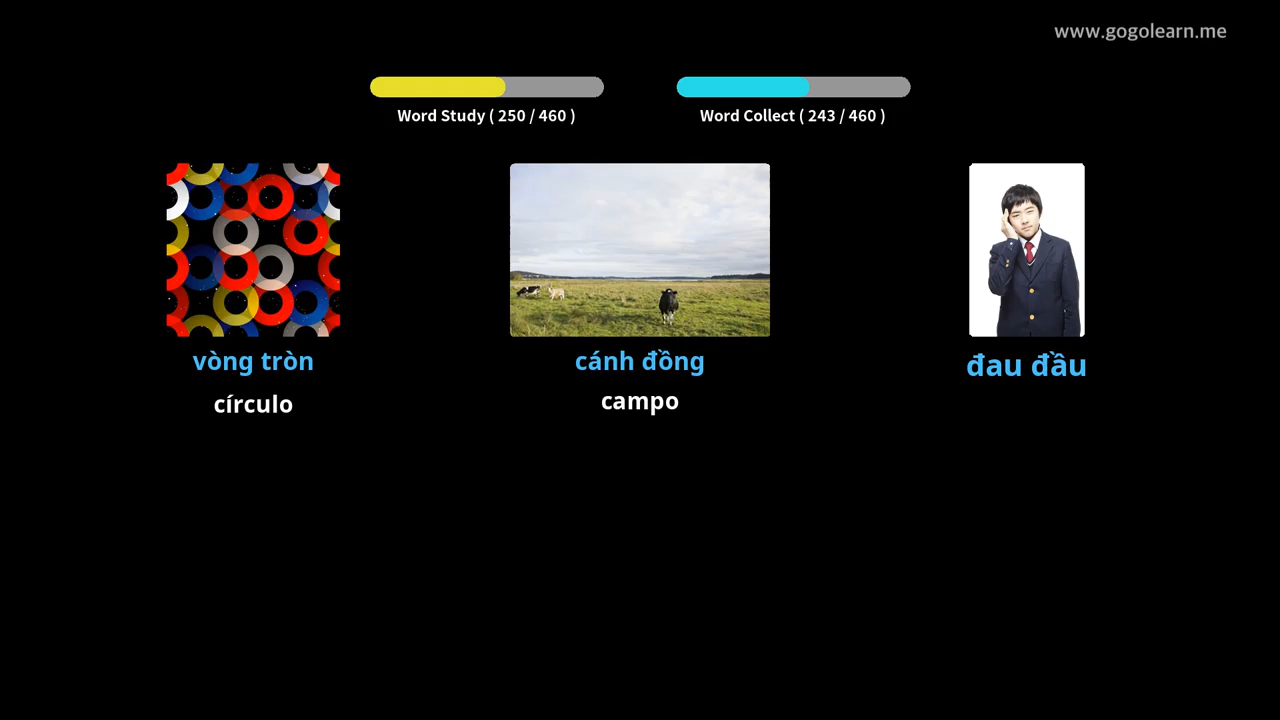 www.gogolearn.me
Word Study ( 250 / 460 )
Word Collect ( 243 / 460 )
vòng tròn
cánh đồng
đau đầu
círculo
campo